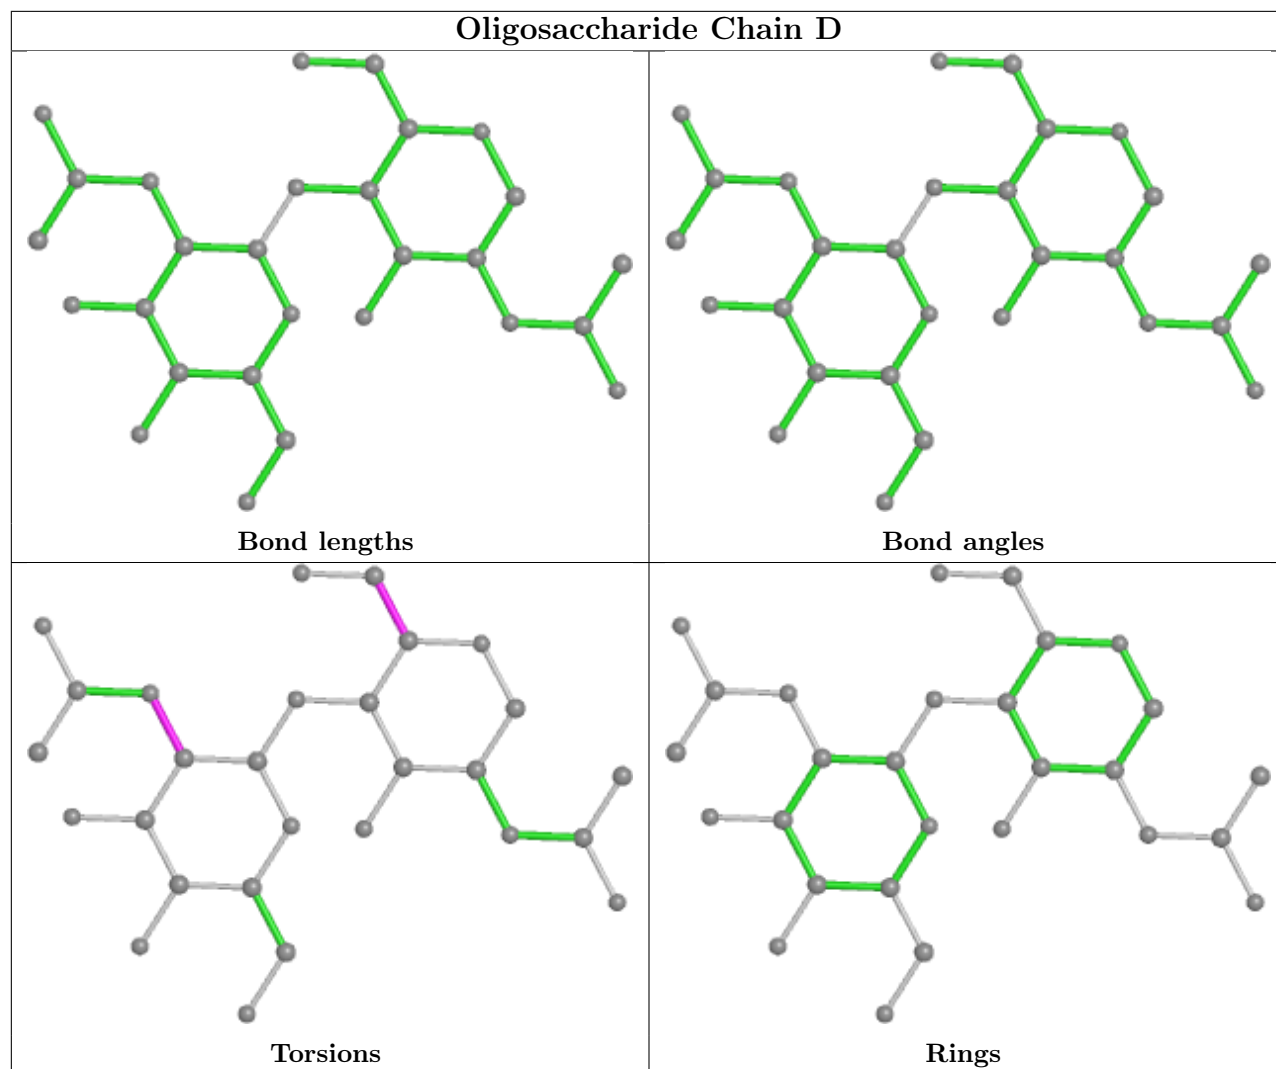 Oligosaccharide Chain D
Bond lengths
Bond angles
Torsions
Rings